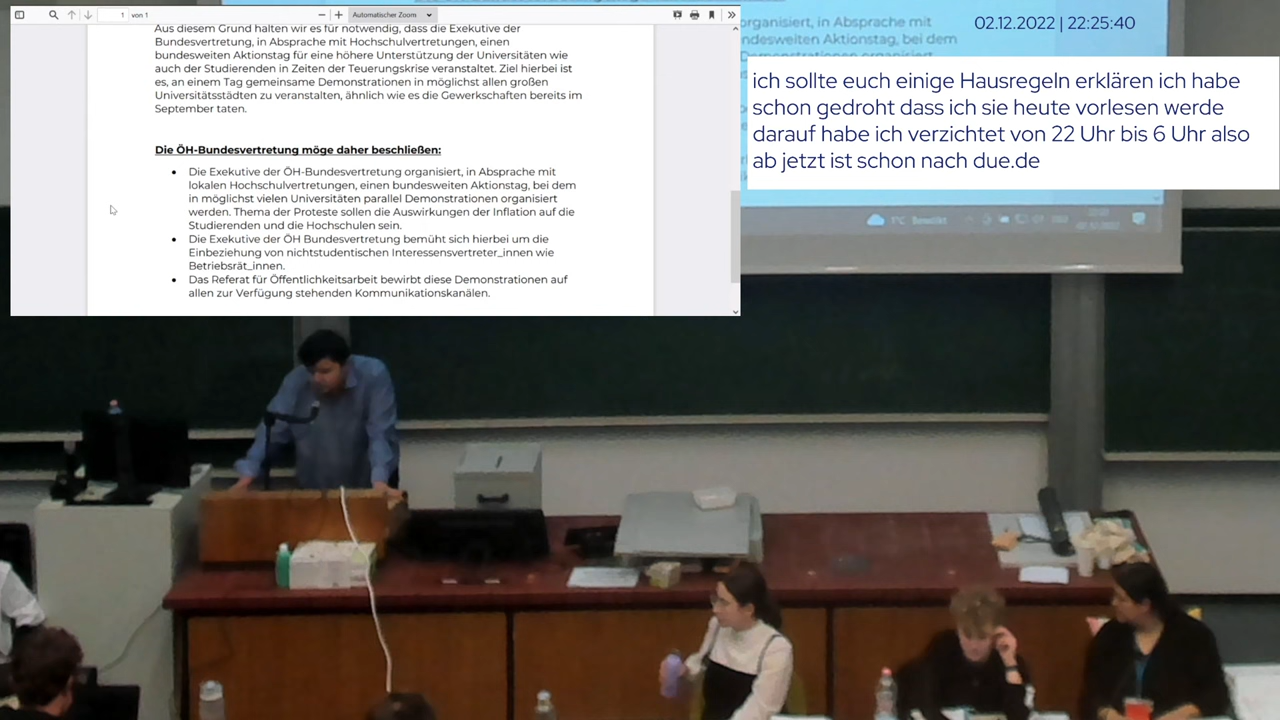 1 von 1
Automatischer Zoom
Aus diesem Grund halten wir es für notwendig, dass die Exekutive der
Bundesvertretung, in Absprache mit Hochschulvertretungen, einen
bundesweiten Aktionstag für eine höhere Unterstützung der Universitäten wie
auch der Studierenden in Zeiten der Teuerungskrise veranstaltet. Ziel hierbei ist
es, an einem Tag gemeinsame Demonstrationen in möglichst allen großen
Universitätsstädten zu veranstalten, ähnlich wie es die Gewerkschaften bereits im
September taten.
Die ÖH-Bundesvertretung möge daher beschließen:
Die Exekutive der ÖH-Bundesvertretung organisiert, in Absprache mit
lokalen Hochschulvertretungen, einen bundesweiten Aktionstag, bei dem
in möglichst vielen Universitäten parallel Demonstrationen organisiert
werden. Thema der Proteste sollen die Auswirkungen der Inflation auf die
Studierenden und die Hochschulen sein.
Die Exekutive der ÖH Bundesvertretung bemüht sich hierbei um die
Einbeziehung von nichtstudentischen Interessensvertreter_innen wie
Betriebsrät_innen.
Das Referat für Öffentlichkeitsarbeit bewirbt diese Demonstrationen auf
allen zur Verfügung stehenden Kommunikationskanälen.
organisiert, in Absprache mit
ndesweiten Aktionstag, bei dem
02.12.2022 | 22:25:40
ich sollte euch einige Hausregeln erklären ich habe
schon gedroht dass ich sie heute vorlesen werde
darauf habe ich verzichtet von 22 Uhr bis 6 Uhr also
ab jetzt ist schon nach due.de